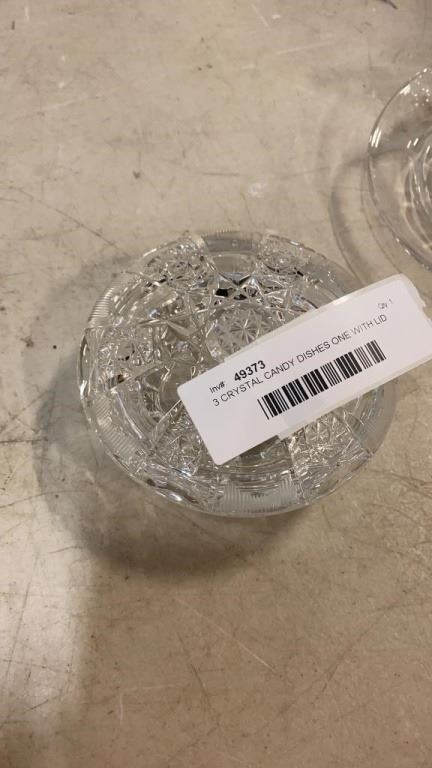 Qty 1
Inv#: 49373
3 CRYSTAL CANDY DISHES ONE WITH LID